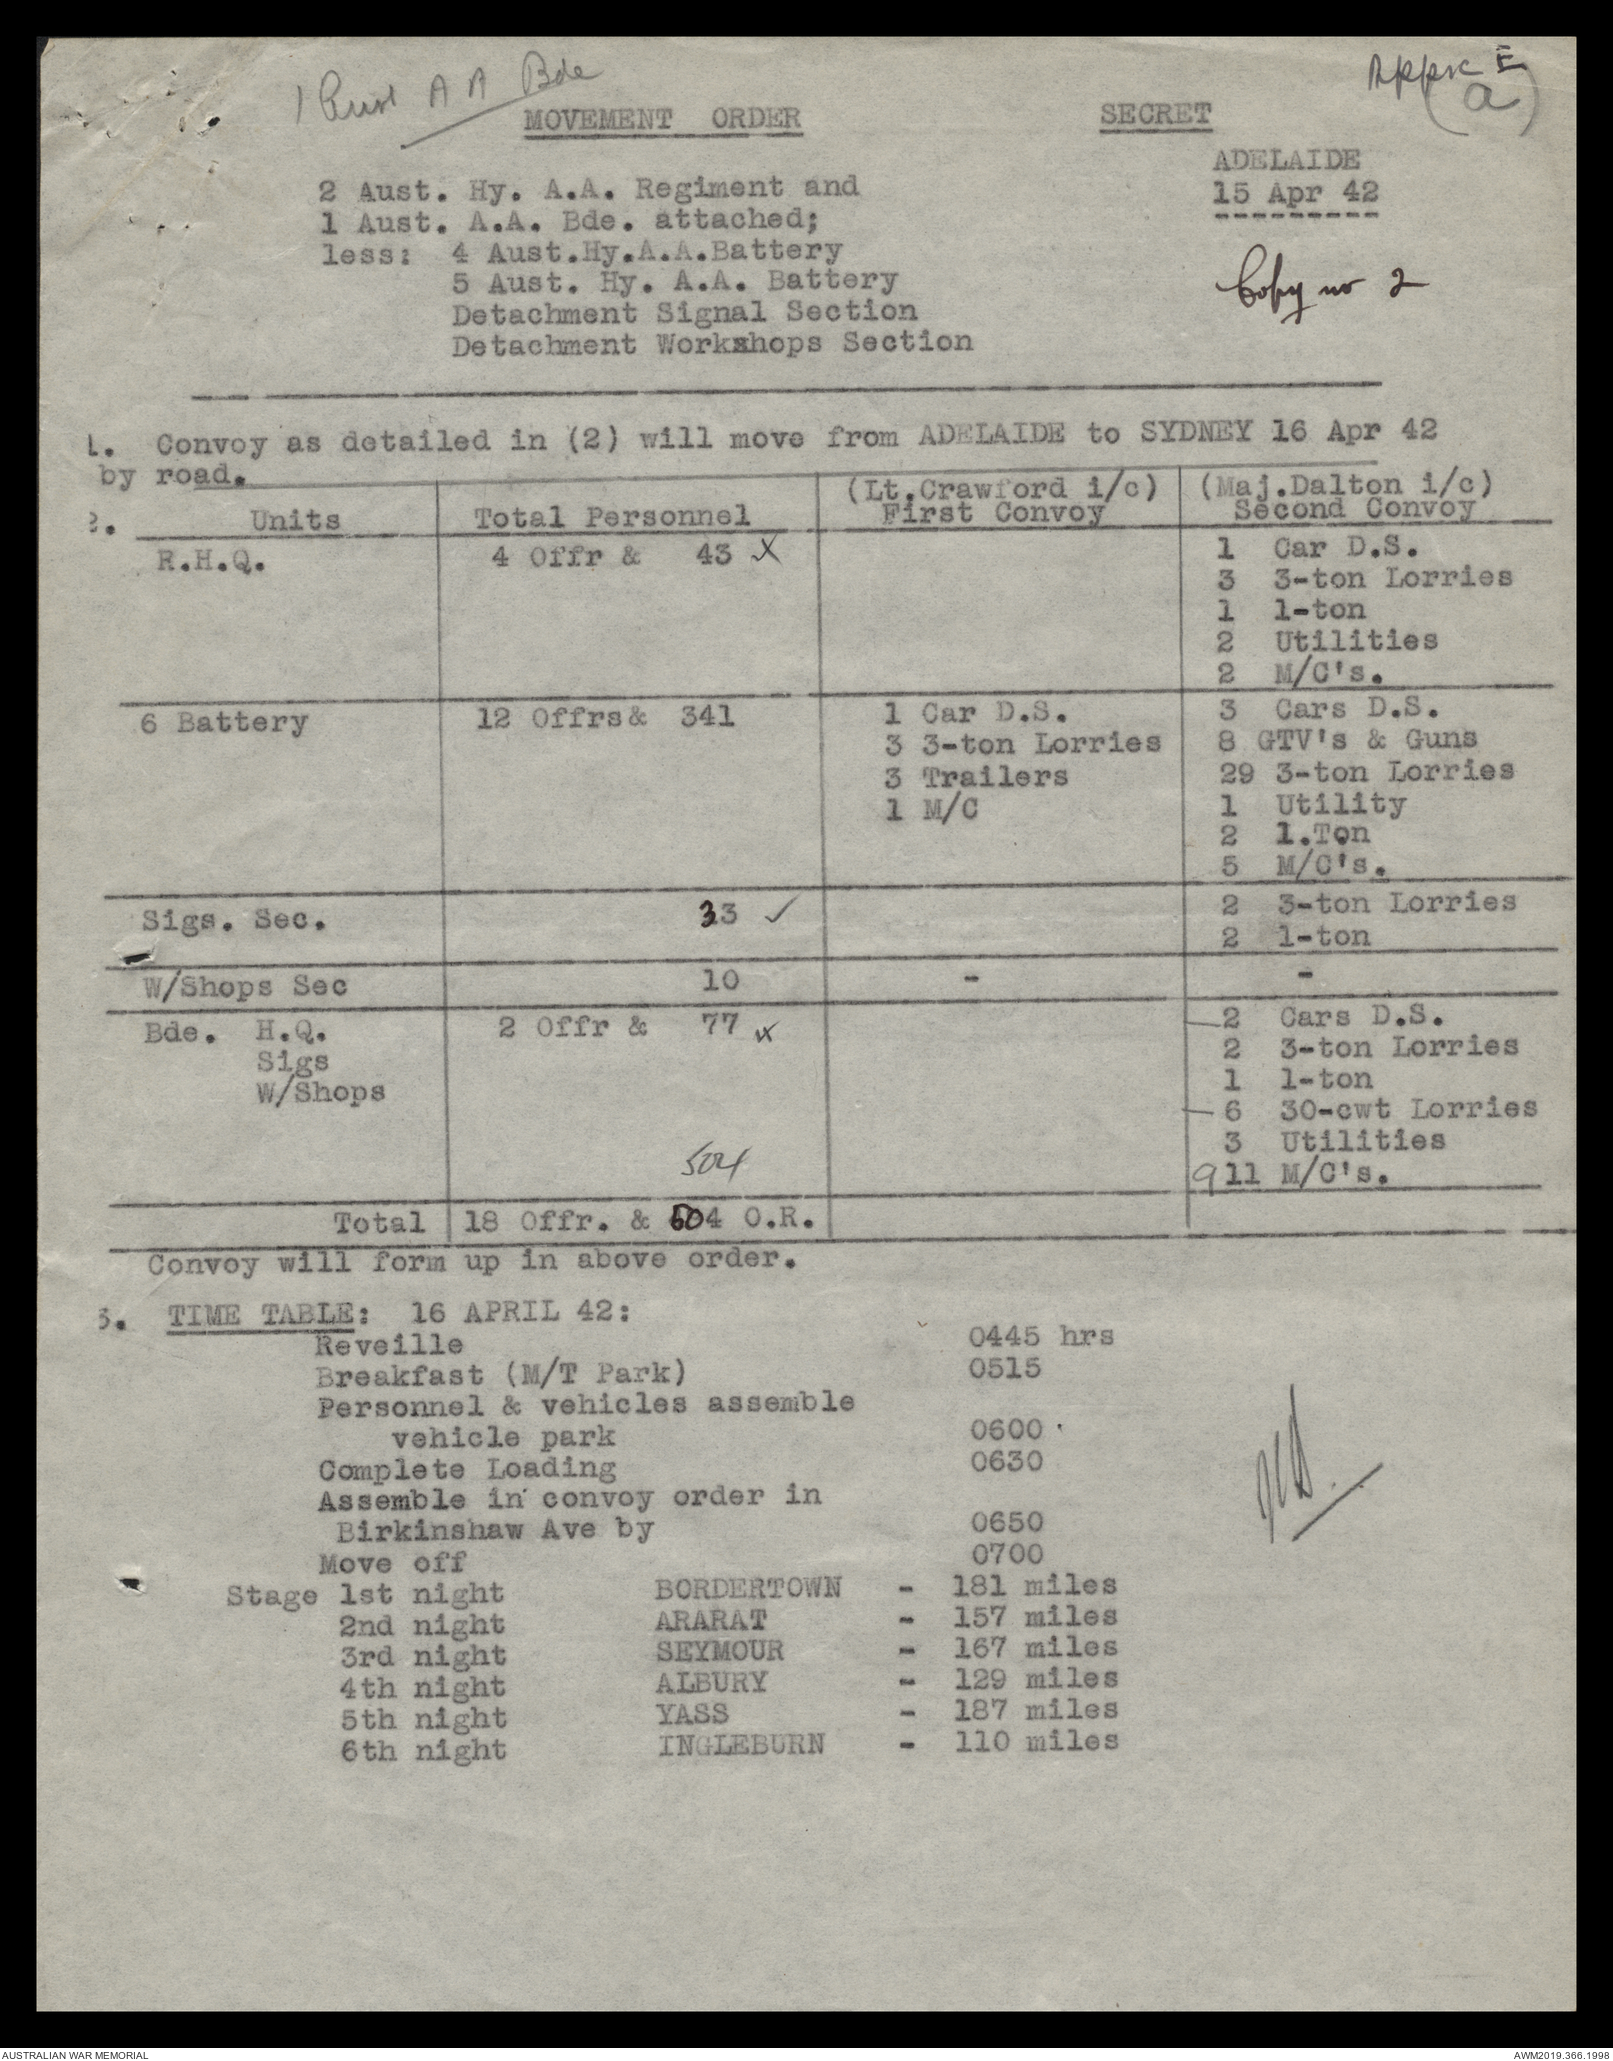 1 Aust A A Bde
Appx E
(a)
MOVEMENT ORDER SECRET
ADELAIDE
15 Apr 42
2 Aust. Hy. A.A. Regiment and
1 Aust. A.A. Bde. attached;
less: 4 Aust.Hy.A.A.Battery
5 Aust. Hy. A.A. Battery
Detachment Signal Section
Detachment Workshops Section
Copy no 2
1. Convoy as detailed in (2) will move from ADELAIDE to SYDNEY 16 Apr 42
by road.
2. Units Total Personnel (Lt.Crawford i/c) First Convoy (Maj.Dalton i/c) Second Convoy
R.H.Q. 4 Offr & 43 x 1 Car D.S.
3 3-ton Lorries
1 1-ton
2 Utilities
2 M/C's.
6 Battery 12 Offrs & 341 1 Car D.S. 3 Cars D.S.
3 3-ton Lorries 8 GTV's & Guns
3 Trailers 29 3-ton Lorries
1 M/C 1 Utility
2 1.Ton
5 M/C's.
Sigs. Sec. 33 ✓ 2 3-ton Lorries
2 1-ton
W/Shops Sec 10 - -
Bde. H.Q. 2 Offr & 77 x 2 Cars D.S.
Sigs 2 3-ton Lorries
W/Shops 1 1-ton
6 30-cwt Lorries
3 Utilities
504 9 11 M/C's.
Total 18 Offr. & 504 O.R.
Convoy will form up in above order.
3. TIME TABLE: 16 APRIL 42:
Reveille 0445 hrs
Breakfast (M/T Park) 0515
Personnel & vehicles assemble
vehicle park 0600
Complete Loading 0630
Assemble in convoy order in
Birkinshaw Ave by 0650
Move off 0700
Stage 1st night BORDERTOWN - 181 miles
2nd night ARARAT - 157 miles
3rd night SEYMOUR - 167 miles
4th night ALBURY - 129 miles
5th night YASS - 187 miles
6th night INGLEBURN - 110 miles
AUSTRALIAN WAR MEMORIAL AWM2019.366.1998